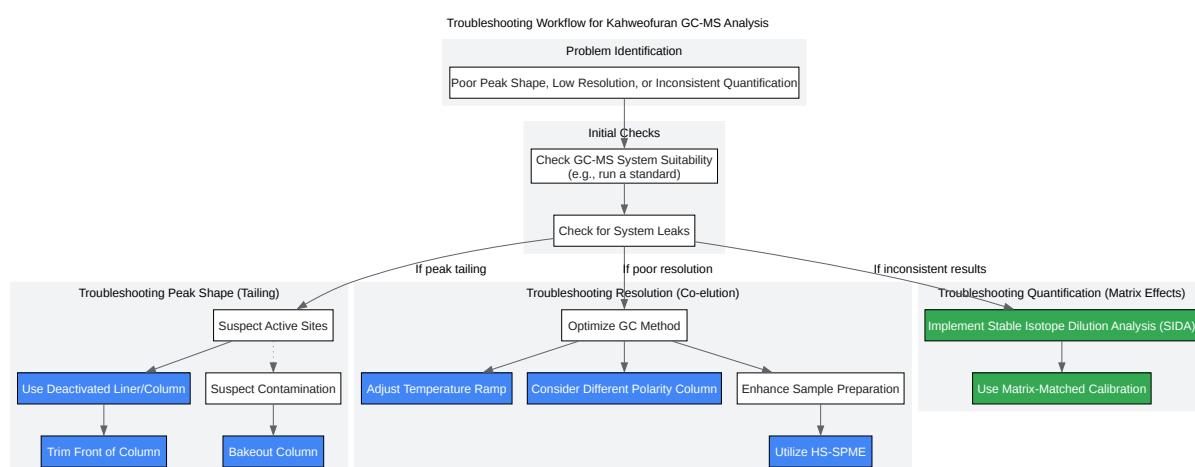 Troubleshooting Workflow for Kahweofuran GC-MS Analysis
Problem Identification
Poor Peak Shape, Low Resolution, or Inconsistent Quantification
Initial Checks
Check GC-MS System Suitability
(e.g., run a standard)
Check for System Leaks
If peak tailing
If poor resolution
If inconsistent results
Troubleshooting Peak Shape (Tailing)
Suspect Active Sites
Use Deactivated Liner/Column
Suspect Contamination
Trim Front of Column
Bakeout Column
Troubleshooting Resolution (Co-elution)
Optimize GC Method
Adjust Temperature Ramp
Consider Different Polarity Column
Enhance Sample Preparation
Utilize HS-SPME
Troubleshooting Quantification (Matrix Effects)
Implement Stable Isotope Dilution Analysis (SIDA)
Use Matrix-Matched Calibration